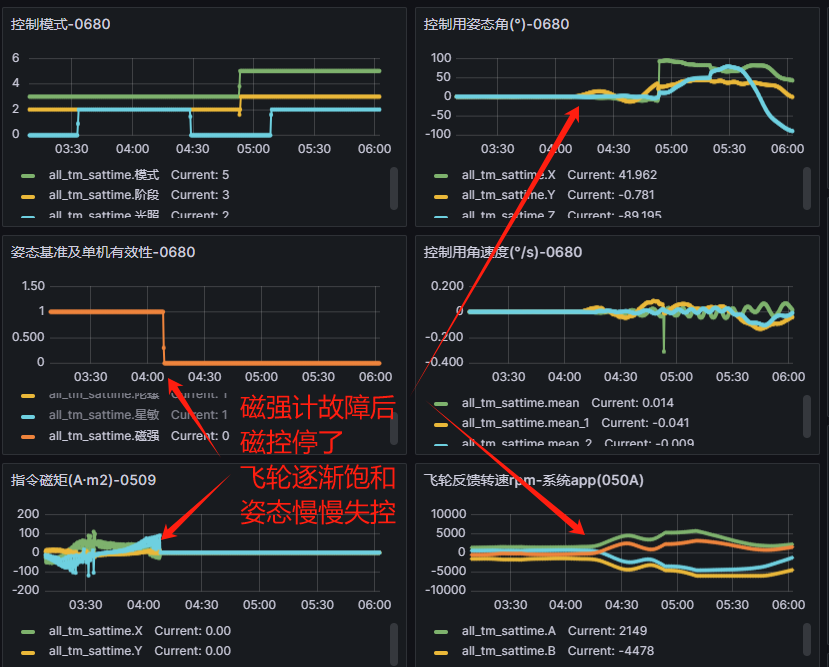 控制模式-0680
6
4
2
0
03:30 04:00 04:30 05:00 05:30 06:00
all_tm_sattime.模式 Current: 5
all_tm_sattime.阶段 Current: 3
all_tm_sattime.光照 Current: 2
控制用姿态角(°)-0680
100
50
0
-50
-100
03:30 04:00 04:30 05:00 05:30 06:00
all_tm_sattime.X Current: 41.962
all_tm_sattime.Y Current: -0.781
all_tm_sattime.Z Current: -89.195
姿态基准及单机有效性-0680
1.50
1
0.500
0
03:30 04:00 04:30 05:00 05:30 06:00
all_tm_sattime.陀螺 Current: 1
all_tm_sattime.星敏 Current: 1
all_tm_sattime.磁强 Current: 0
控制用角速度(°/s)-0680
0.200
0
-0.200
-0.400
03:30 04:00 04:30 05:00 05:30 06:00
all_tm_sattime.mean Current: 0.014
all_tm_sattime.mean_1 Current: -0.041
all_tm_sattime.mean_2 Current: -0.009
磁强计故障后
磁控停了
飞轮逐渐饱和
姿态慢慢失控
指令磁矩(A·m2)-0509
200
100
0
-100
-200
03:30 04:00 04:30 05:00 05:30 06:00
all_tm_sattime.X Current: 0.00
all_tm_sattime.Y Current: 0.00
飞轮反馈转速rpm-系统app(050A)
10000
5000
0
-5000
-10000
03:30 04:00 04:30 05:00 05:30 06:00
all_tm_sattime.A Current: 2149
all_tm_sattime.B Current: -4478